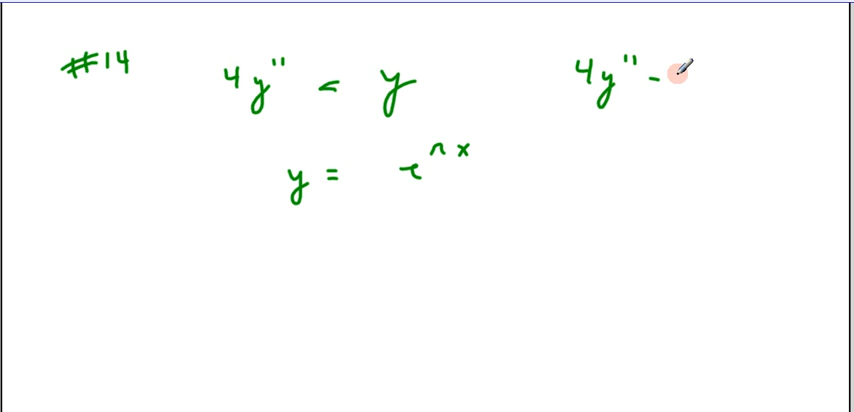 #14 4y'' = y 4y'' -
y = e^{rx}